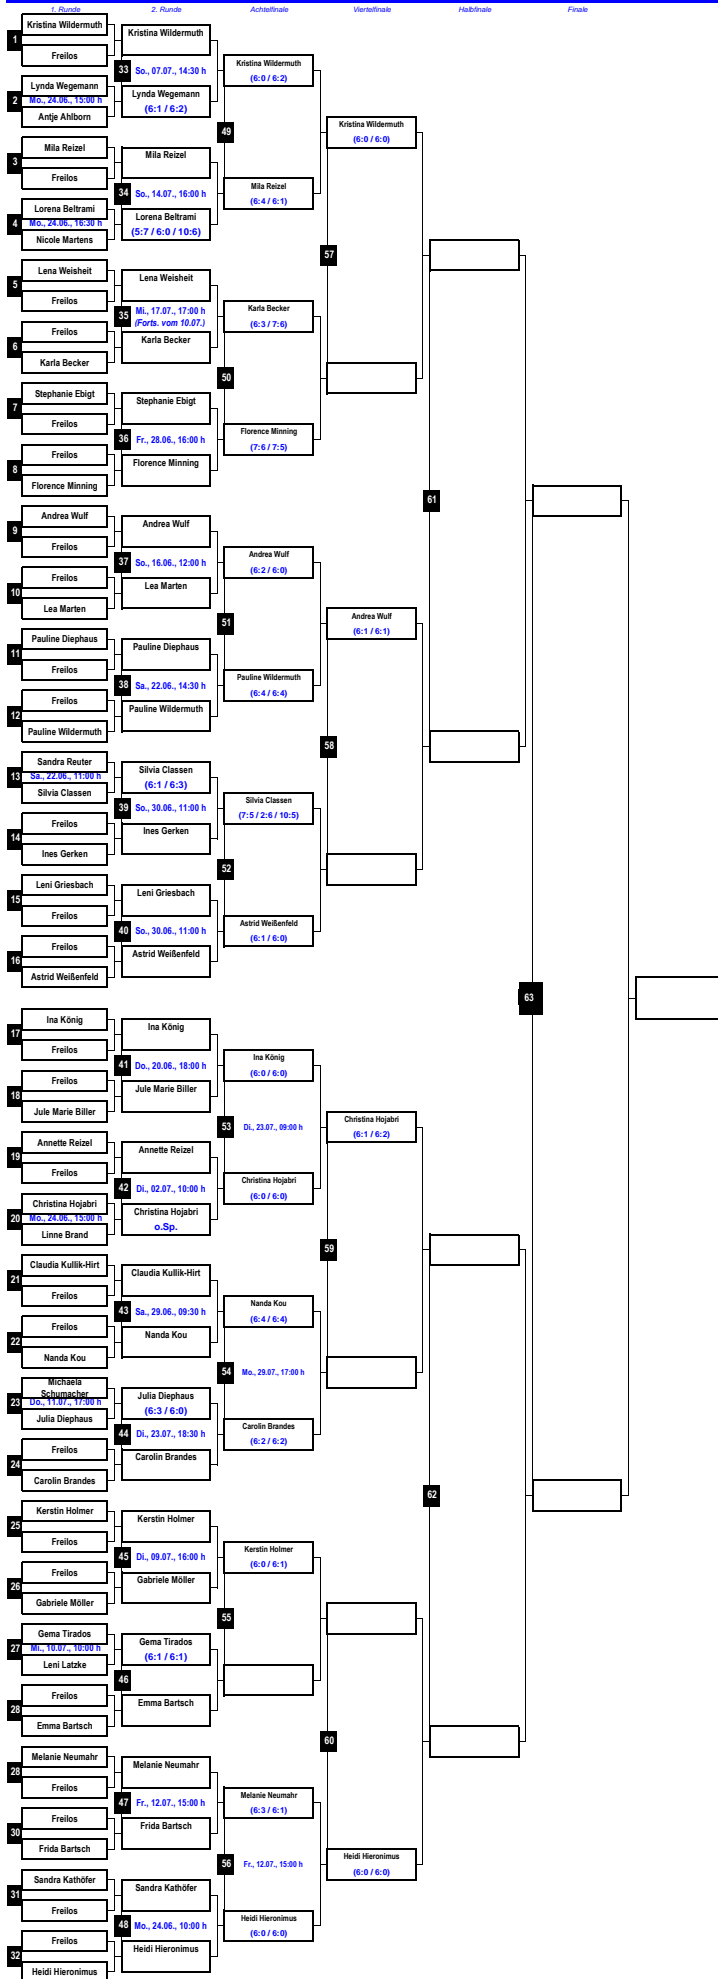 1. Runde
2. Runde
Achtelfinale
Viertelfinale
Halbfinale
Finale
1
Kristina Wildermuth
Freilos
2
Lynda Wegemann
Mo., 24.06., 15:00 h
Antje Ahlborn
3
Mila Reizel
Freilos
4
Lorena Beltrami
Mo., 24.06., 16:30 h
Nicole Martens
5
Lena Weisheit
Freilos
6
Freilos
Karla Becker
7
Stephanie Ebigt
Freilos
8
Freilos
Florence Minning
9
Andrea Wulf
Freilos
10
Freilos
Lea Marten
11
Pauline Diephaus
Freilos
12
Freilos
Pauline Wildermuth
13
Sandra Reuter
Sa., 22.06., 11:00 h
Silvia Classen
14
Freilos
Ines Gerken
15
Leni Griesbach
Freilos
16
Freilos
Astrid Weißenfeld
17
Ina König
Freilos
18
Freilos
Jule Marie Biller
19
Annette Reizel
Freilos
20
Christina Hojabri
Mo., 24.06., 15:00 h
Linne Brand
21
Claudia Kullik-Hirt
Freilos
22
Freilos
Nanda Kou
23
Michaela
Schumacher
Do., 11.07., 17:00 h
Julia Diephaus
24
Freilos
Carolin Brandes
25
Kerstin Holmer
Freilos
26
Freilos
Gabriele Möller
27
Gema Tirados
Mi., 10.07., 10:00 h
Leni Latzke
28
Freilos
Emma Bartsch
28
Melanie Neumahr
Freilos
30
Freilos
Frida Bartsch
31
Sandra Kathöfer
Freilos
32
Freilos
Heidi Hieronimus
Kristina Wildermuth
33
So., 07.07., 14:30 h
Lynda Wegemann
(6:1 / 6:2)
Mila Reizel
34
So., 14.07., 16:00 h
Lorena Beltrami
(5:7 / 6:0 / 10:6)
Lena Weisheit
35
Mi., 17.07., 17:00 h
(Forts. vom 10.07.)
Karla Becker
Stephanie Ebigt
36
Fr., 28.06., 16:00 h
Florence Minning
Andrea Wulf
37
So., 16.06., 12:00 h
Lea Marten
Pauline Diephaus
38
Sa., 22.06., 14:30 h
Pauline Wildermuth
Silvia Classen
(6:1 / 6:3)
39
So., 30.06., 11:00 h
Ines Gerken
Leni Griesbach
40
So., 30.06., 11:00 h
Astrid Weißenfeld
Ina König
41
Do., 20.06., 18:00 h
Jule Marie Biller
Annette Reizel
42
Di., 02.07., 10:00 h
Christina Hojabri
o.Sp.
Claudia Kullik-Hirt
43
Sa., 29.06., 09:30 h
Nanda Kou
Julia Diephaus
(6:3 / 6:0)
44
Di., 23.07., 18:30 h
Carolin Brandes
Kerstin Holmer
45
Di., 09.07., 16:00 h
Gabriele Möller
Gema Tirados
(6:1 / 6:1)
46
Emma Bartsch
Melanie Neumahr
47
Fr., 12.07., 15:00 h
Frida Bartsch
Sandra Kathöfer
48
Mo., 24.06., 10:00 h
Heidi Hieronimus
Kristina Wildermuth
(6:0 / 6:2)
49
Mila Reizel
(6:4 / 6:1)
Karla Becker
(6:3 / 7:6)
50
Florence Minning
(7:6 / 7:5)
Andrea Wulf
(6:2 / 6:0)
51
Pauline Wildermuth
(6:4 / 6:4)
Silvia Classen
(7:5 / 2:6 / 10:5)
52
Astrid Weißenfeld
(6:1 / 6:0)
Ina König
(6:0 / 6:0)
53
Di., 23.07., 09:00 h
Christina Hojabri
(6:0 / 6:0)
Nanda Kou
(6:4 / 6:4)
54
Mo., 29.07., 17:00 h
Carolin Brandes
(6:2 / 6:2)
Kerstin Holmer
(6:0 / 6:1)
55
Melanie Neumahr
(6:3 / 6:1)
56
Fr., 12.07., 15:00 h
Heidi Hieronimus
(6:0 / 6:0)
Kristina Wildermuth
(6:0 / 6:0)
57
Andrea Wulf
(6:1 / 6:1)
58
Christina Hojabri
(6:1 / 6:2)
59
60
Heidi Hieronimus
(6:0 / 6:0)
61
62
63